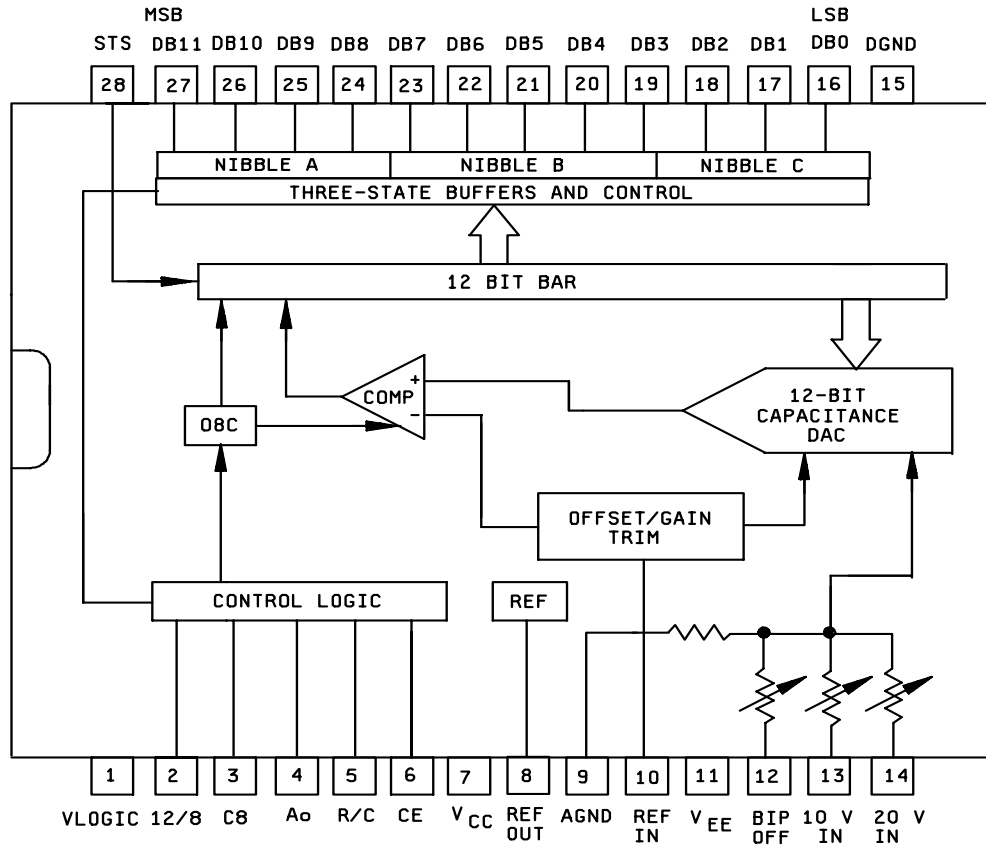 MSB LSB
STS DB11 DB10 DB9 DB8 DB7 DB6 DB5 DB4 DB3 DB2 DB1 DB0 DGND
28 27 26 25 24 23 22 21 20 19 18 17 16 15
NIBBLE A NIBBLE B NIBBLE C
THREE-STATE BUFFERS AND CONTROL
12 BIT BAR
+
COMP
−
12-BIT
CAPACITANCE
DAC
O8C
OFFSET/GAIN
TRIM
CONTROL LOGIC
REF
1 2 3 4 5 6 7 8 9 10 11 12 13 14
VLOGIC 12/8 C8 Ao R/C CE VCC REF AGND REF VEE BIP 10 V 20 V
OUT IN OFF IN IN